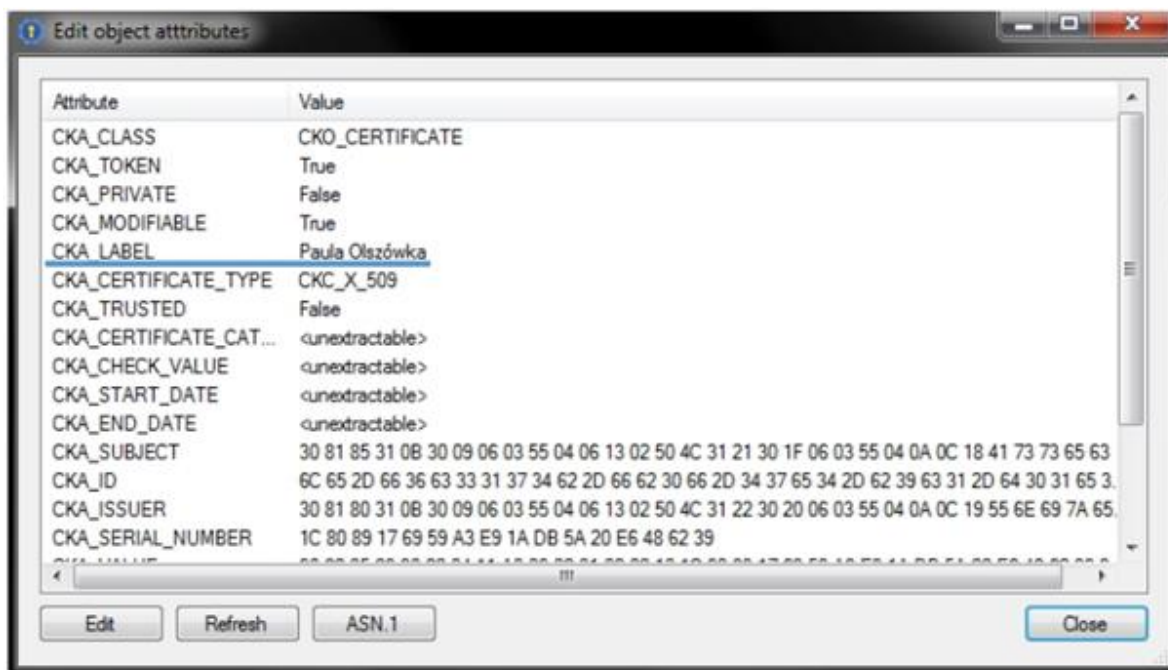 Edit object atttributes
Attribute Value
CKA_CLASS CKO_CERTIFICATE
CKA_TOKEN True
CKA_PRIVATE False
CKA_MODIFIABLE True
CKA_LABEL Paula Olszówka
CKA_CERTIFICATE_TYPE CKC_X_509
CKA_TRUSTED False
CKA_CERTIFICATE_CAT... <unextractable>
CKA_CHECK_VALUE <unextractable>
CKA_START_DATE <unextractable>
CKA_END_DATE <unextractable>
CKA_SUBJECT 30 81 85 31 0B 30 09 06 03 55 04 06 13 02 50 4C 31 21 30 1F 06 03 55 04 0A 0C 18 41 73 73 65 63
CKA_ID 6C 65 2D 66 36 63 33 31 37 34 62 2D 66 62 30 66 2D 34 37 65 34 2D 62 39 63 31 2D 64 30 31 65 3.
CKA_ISSUER 30 81 80 31 0B 30 09 06 03 55 04 06 13 02 50 4C 31 22 30 20 06 03 55 04 0A 0C 19 55 6E 69 7A 65.
CKA_SERIAL_NUMBER 1C 80 89 17 69 59 A3 E9 1A DB 5A 20 E6 48 62 39
Edit Refresh ASN.1 Close